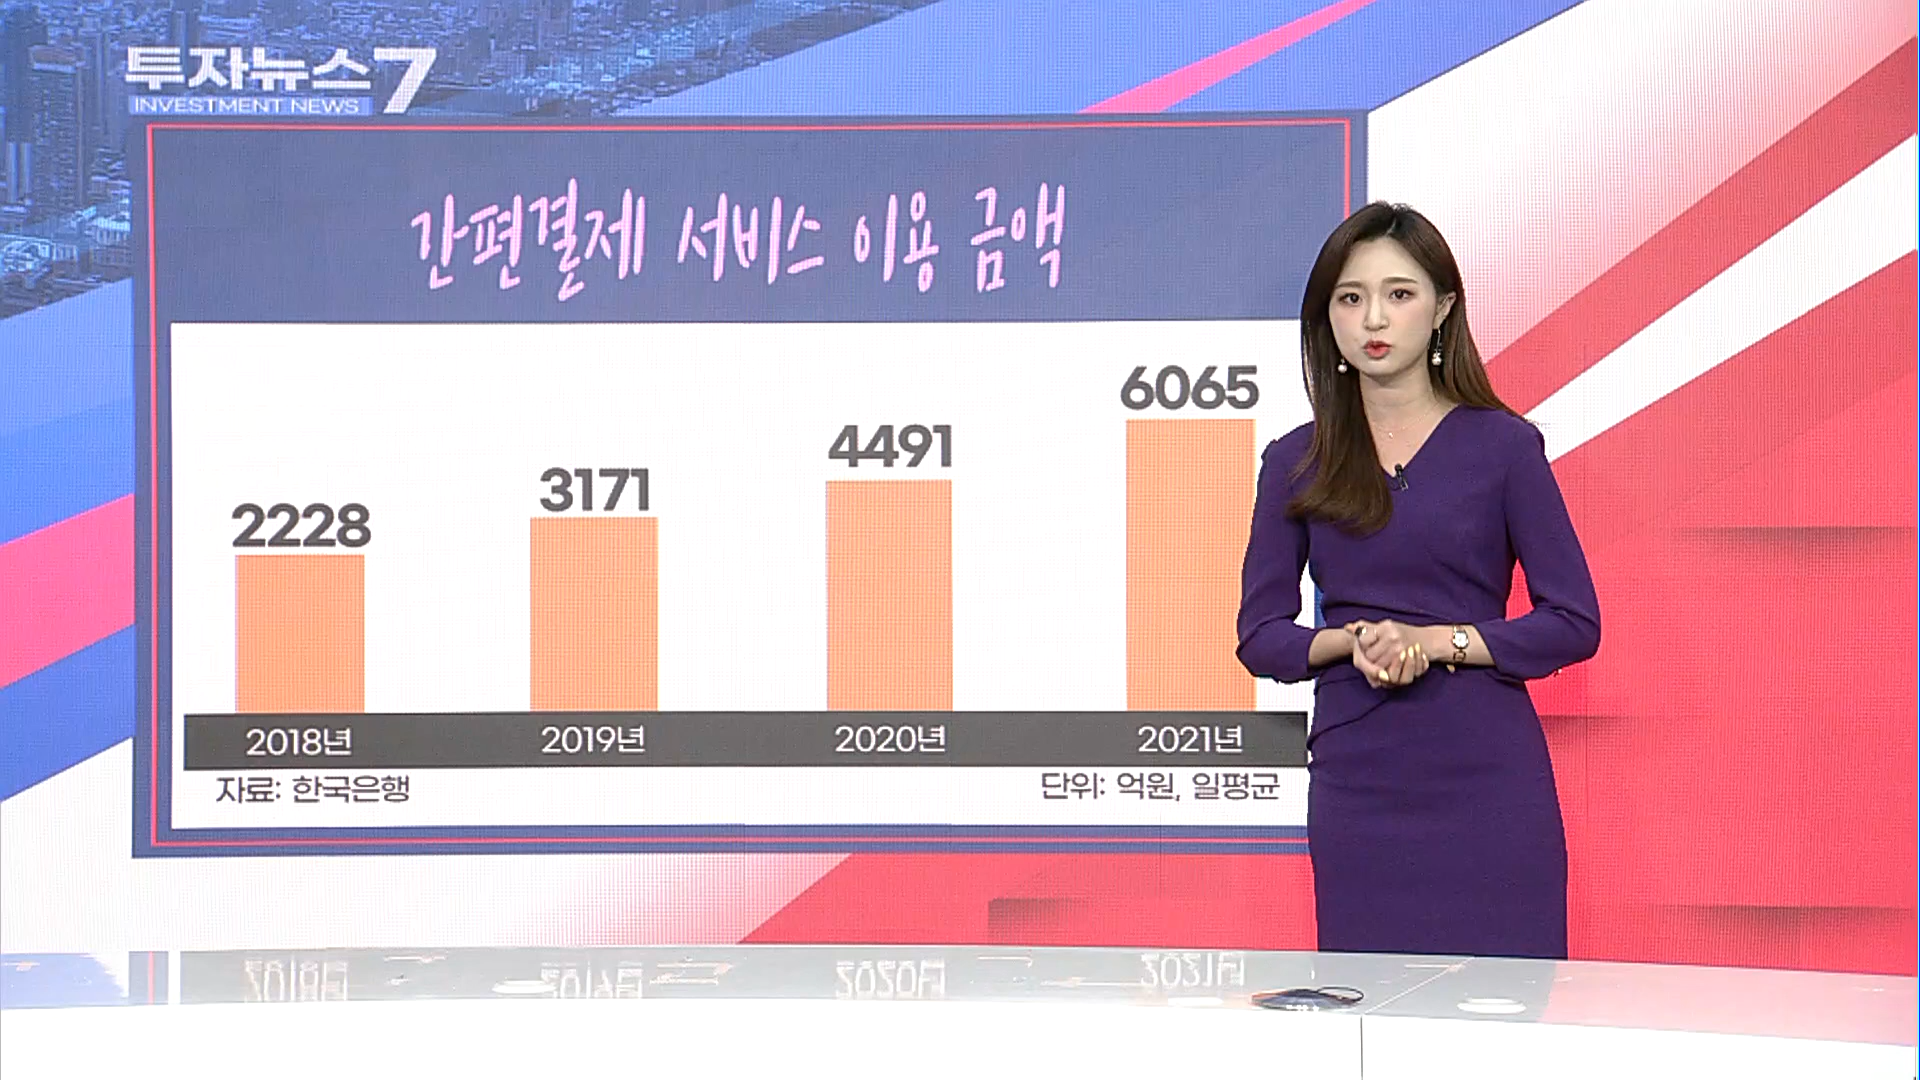 투자뉴스7
INVESTMENT NEWS
간편결제 서비스 이용 금액
2228 3171 4491 6065
2018년 2019년 2020년 2021년
자료: 한국은행 단위: 억원, 일평균